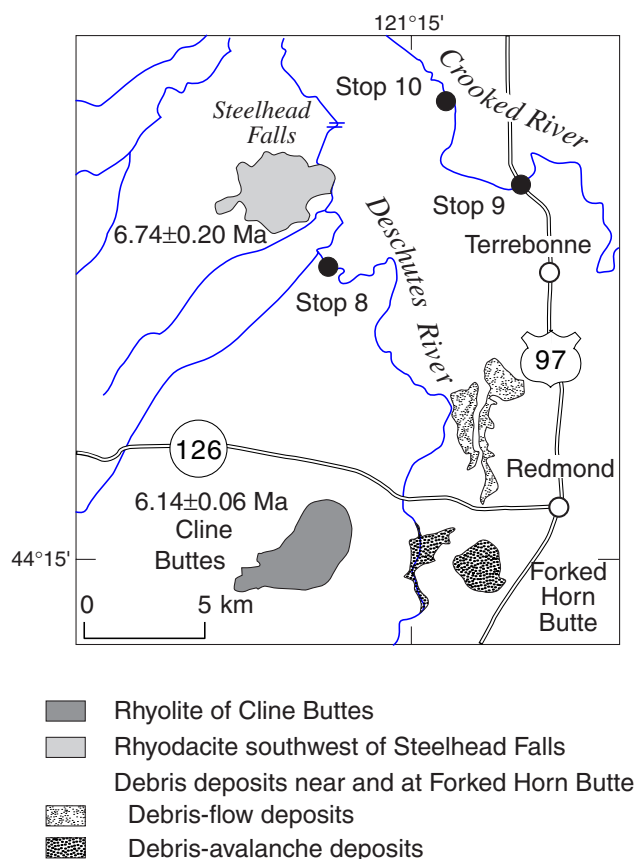 121°15'
Stop 10
Crooked River
Steelhead
Falls
Stop 9
6.74±0.20 Ma
Deschutes River
Terrebonne
Stop 8
97
126
Redmond
6.14±0.06 Ma
Cline
Buttes
44°15'
Forked
Horn
Butte
0 5 km
Rhyolite of Cline Buttes
Rhyodacite southwest of Steelhead Falls
Debris deposits near and at Forked Horn Butte
Debris-flow deposits
Debris-avalanche deposits